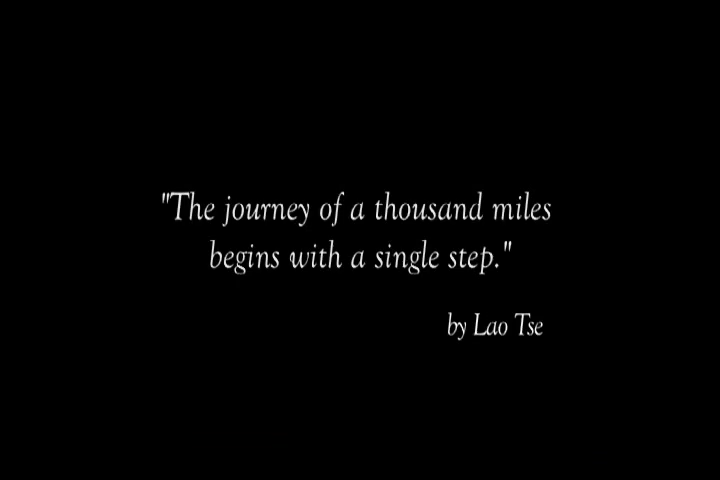 "The journey of a thousand miles
begins with a single step."
by Lao Tse